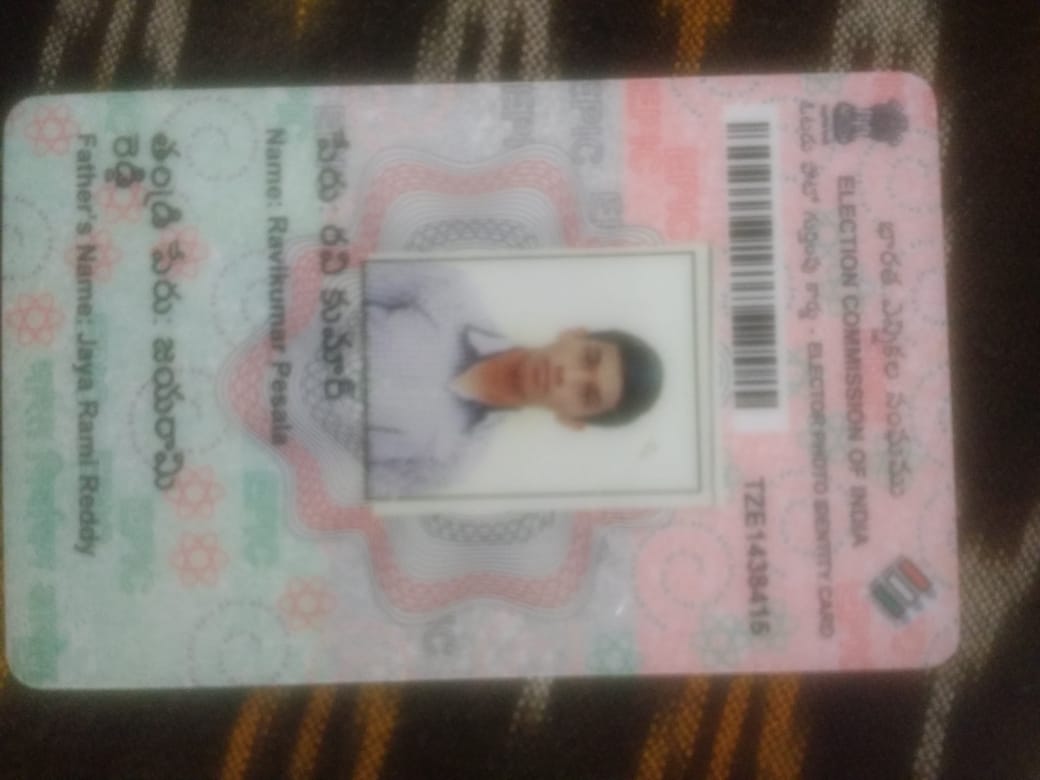 భారత ఎన్నికల సంఘము
ELECTION COMMISSION OF INDIA
ఓటరు ఫోటో గుర్తింపు కార్డు - ELECTOR PHOTO IDENTITY CARD
TZE1438415
పేరు: రవి కుమార్
Name: Ravikumar Pesala
తండ్రి పేరు: జయరామి
రెడ్డి
Father's Name: Jaya Rami Reddy